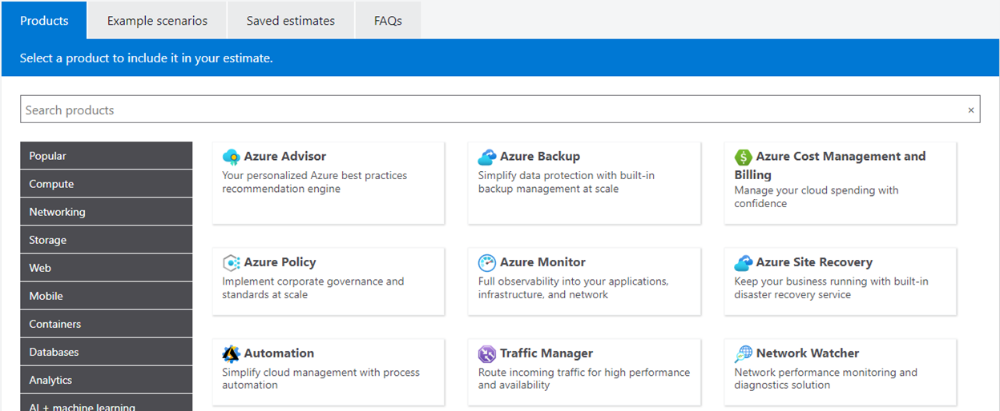 Products
Example scenarios
Saved estimates
FAQs
Select a product to include it in your estimate.
Search products
×
Popular
Compute
Networking
Storage
Web
Mobile
Containers
Databases
Analytics
AI + machine learning
Azure Advisor
Your personalized Azure best practices
recommendation engine
Azure Backup
Simplify data protection with built-in
backup management at scale
Azure Cost Management and
Billing
Manage your cloud spending with
confidence
Azure Policy
Implement corporate governance and
standards at scale
Azure Monitor
Full observability into your applications,
infrastructure, and network
Azure Site Recovery
Keep your business running with built-in
disaster recovery service
Automation
Simplify cloud management with process
automation
Traffic Manager
Route incoming traffic for high performance
and availability
Network Watcher
Network performance monitoring and
diagnostics solution